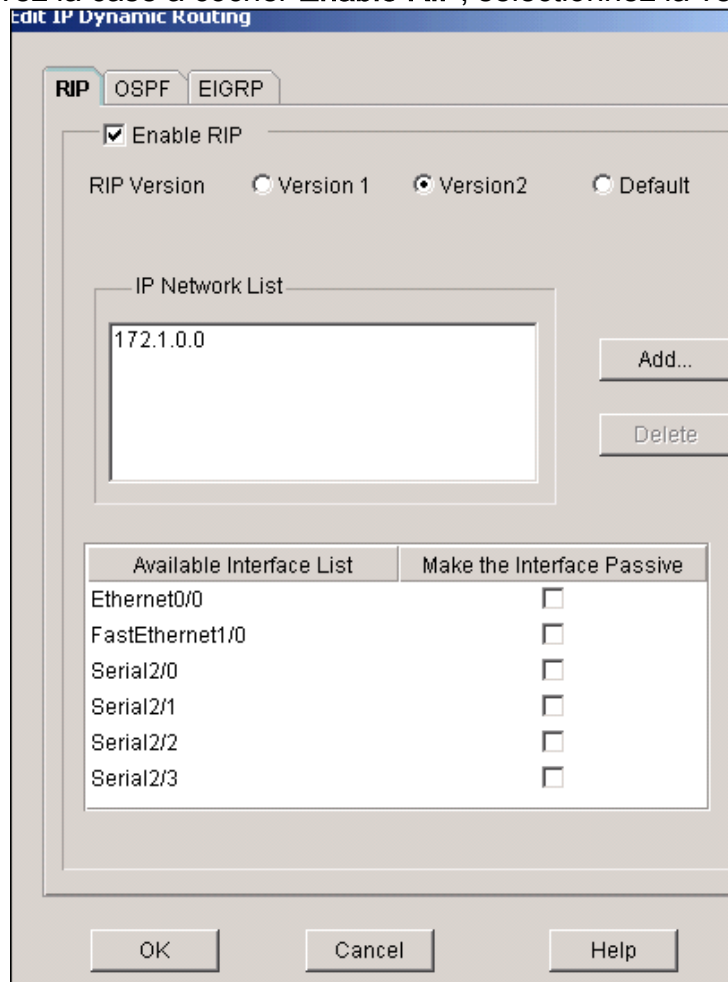 Edit IP Dynamic Routing
RIP OSPF EIGRP
Enable RIP
RIP Version Version 1 Version2 Default
IP Network List
172.1.0.0
Add...
Delete
Available Interface List Make the Interface Passive
Ethernet0/0
FastEthernet1/0
Serial2/0
Serial2/1
Serial2/2
Serial2/3
OK Cancel Help